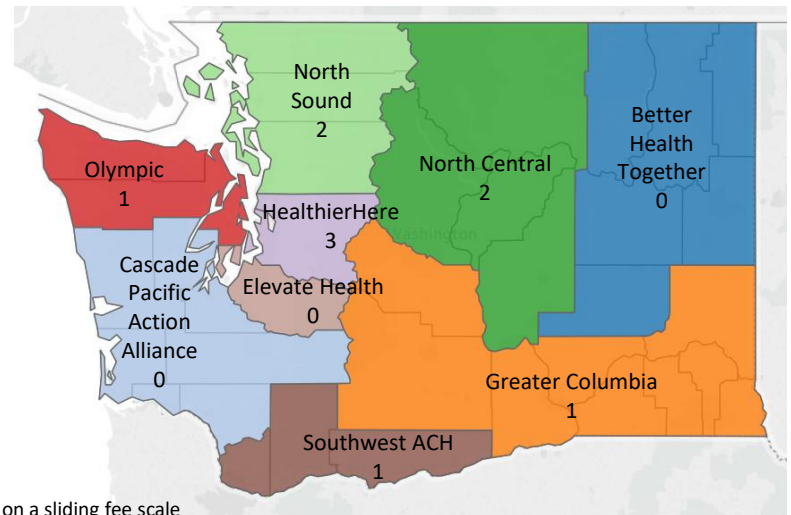 North
Sound
2
Better
Health
Together
0
Olympic
1
North Central
2
HealthierHere
3
Washington
Cascade
Pacific
Action
Alliance
0
Elevate Health
0
Greater Columbia
1
Southwest ACH
1
on a sliding fee scale